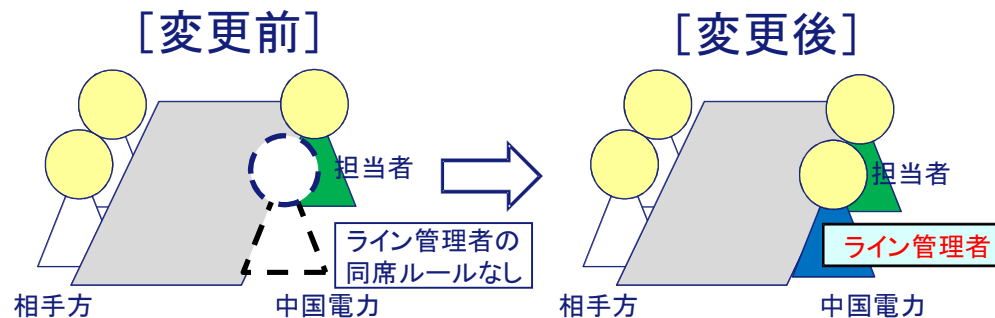 [変更前]
担当者
ライン管理者の
同席ルールなし
相手方
中国電力
[変更後]
担当者
ライン管理者
相手方
中国電力